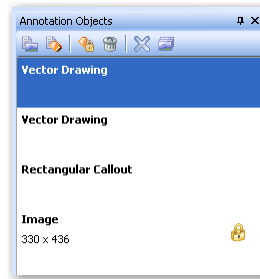 Annotation Objects
Vector Drawing
Vector Drawing
Rectangular Callout
Image
330 x 436